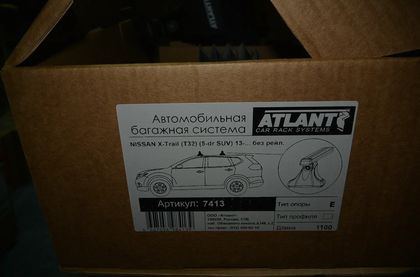 Автомобильная
багажная система
ATLANT
CAR RACK SYSTEMS
NISSAN X-Trail (T32) (5-dr SUV) 13-... без рейл.
Артикул: 7413
Тип опоры E
Тип профиля
Длина 1100